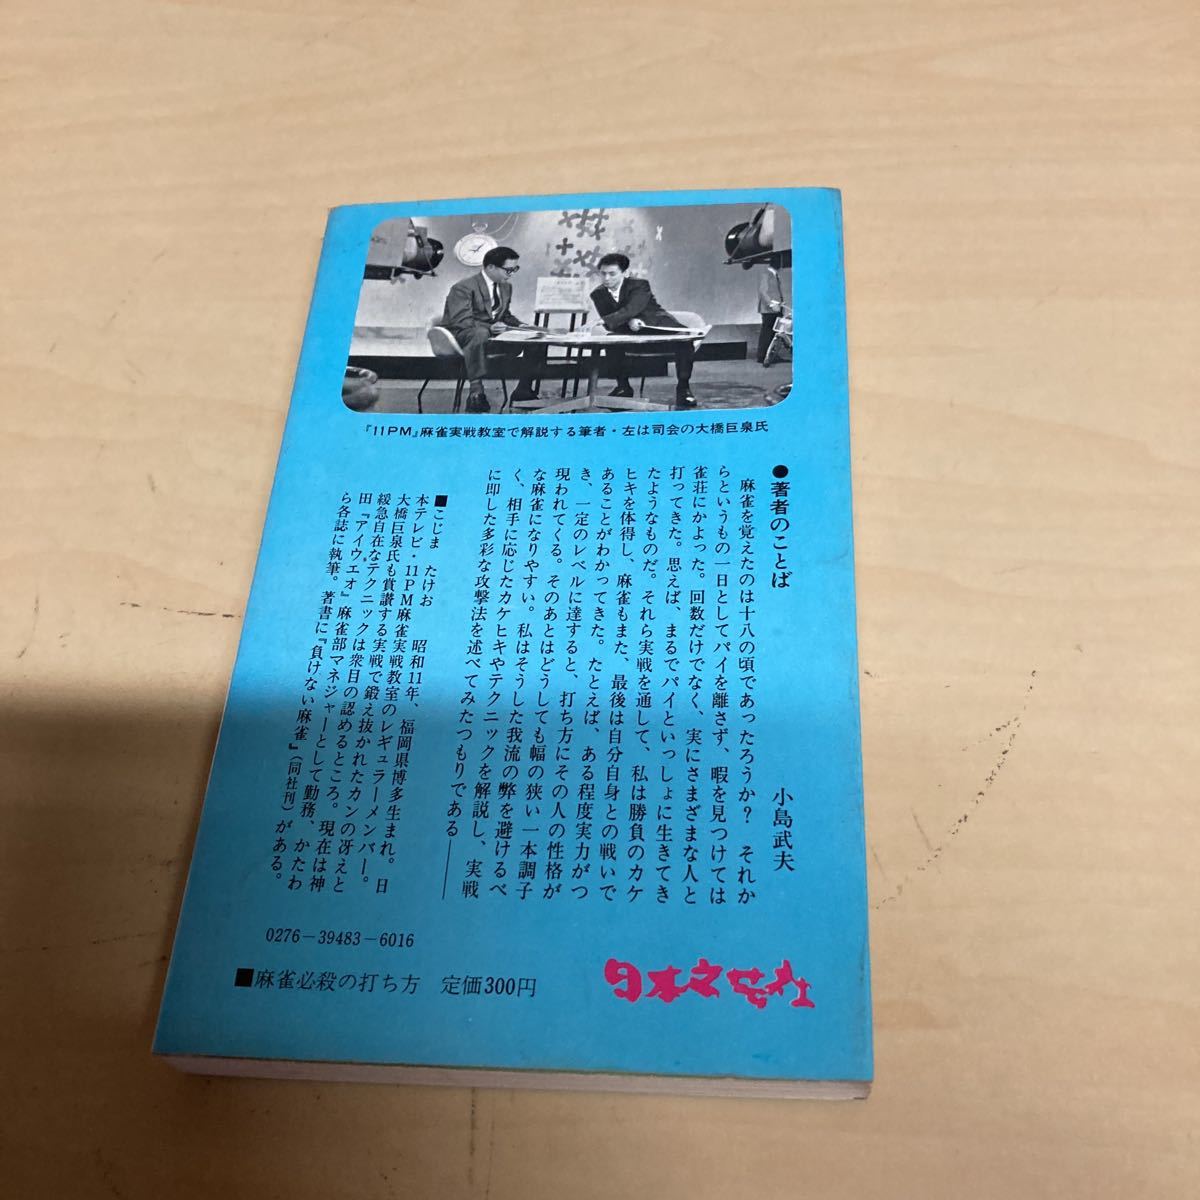 『11PM』麻雀実戦教室で解説する筆者・左は司会の大橋巨泉氏
●著者のことば
小島武夫
麻雀を覚えたのは十八の頃であったろうか? それか
らというもの一日としてパイを離さず、暇を見つけては
雀荘にかよった。回数だけでなく、実にさまざまな人と
打ってきた。思えば、まるでパイといっしょに生きてき
たようなものだ。それら実戦を通して、私は勝負のカケ
ヒキを体得し、麻雀もまた、最後は自分自身との戦いで
あることがわかってきた。たとえば、ある程度実力がつ
き、一定のレベルに達すると、打ち方にその人の性格が
現われてくる。そのあとはどうしても幅の狭い一本調子
な麻雀になりやすい。私はそうした我流の弊を避けるべ
く、相手に応じたカケヒキやテクニックを解説し、実戦
に即した多彩な攻撃法を述べてみたつもりである――
■こじま たけお 昭和11年、福岡県博多生まれ。日
本テレビ・11PM麻雀実戦教室のレギュラーメンバー。
大橋巨泉氏も賞讃する実戦で鍛え抜かれたカンの冴えと
緩急自在なテクニックは衆目の認めるところ。現在は神
田『アイウエオ』麻雀部マネジャーとして勤務、かたわ
ら各誌に執筆。著書に『負けない麻雀』(同社刊)がある。
0276-39483-6016
■麻雀必殺の打ち方 定価300円
日本文芸社